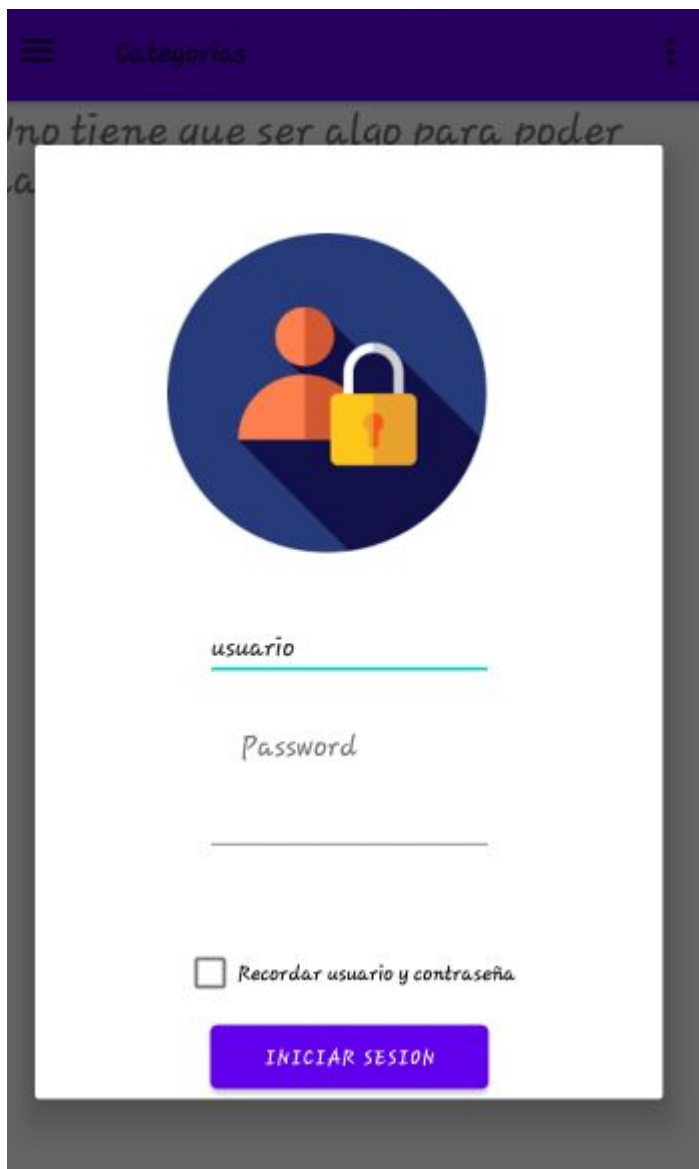 Categorias
Uno tiene que ser algo para poder
usuario
Password
Recordar usuario y contraseña
INICIAR SESION